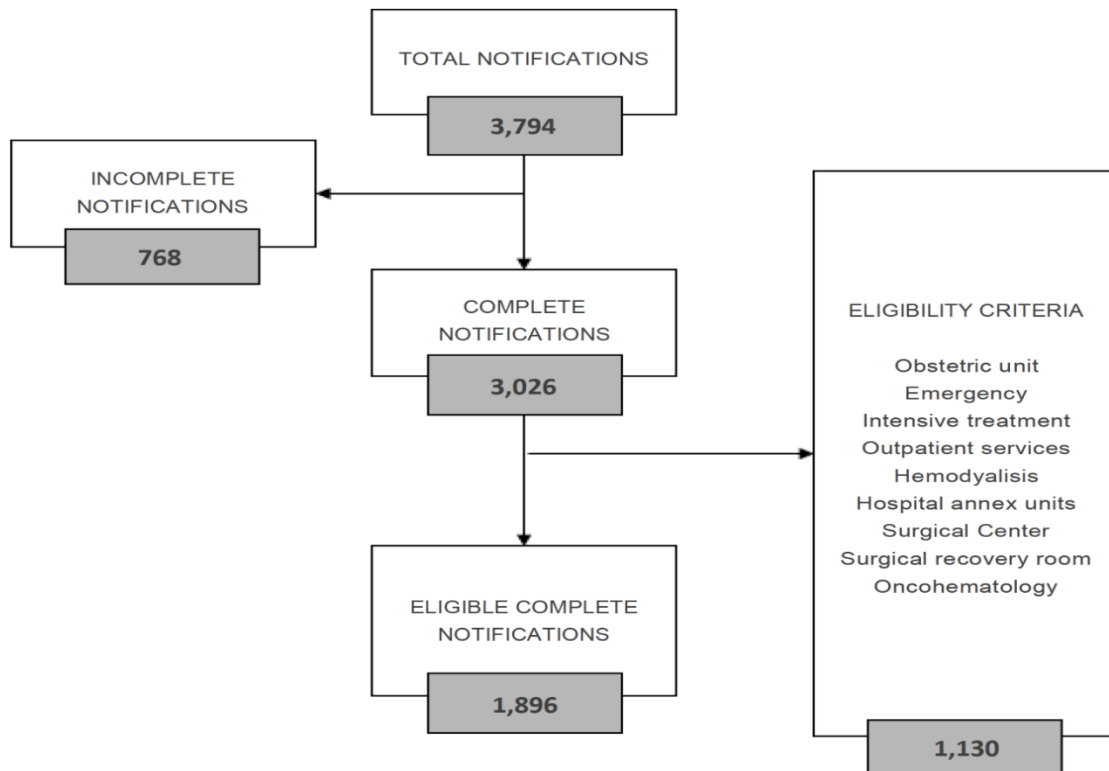 TOTAL NOTIFICATIONS
3,794
INCOMPLETE
NOTIFICATIONS
768
COMPLETE
NOTIFICATIONS
3,026
ELIGIBILITY CRITERIA
Obstetric unit
Emergency
Intensive treatment
Outpatient services
Hemodyalisis
Hospital annex units
Surgical Center
Surgical recovery room
Oncohematology
1,130
ELIGIBLE COMPLETE
NOTIFICATIONS
1,896